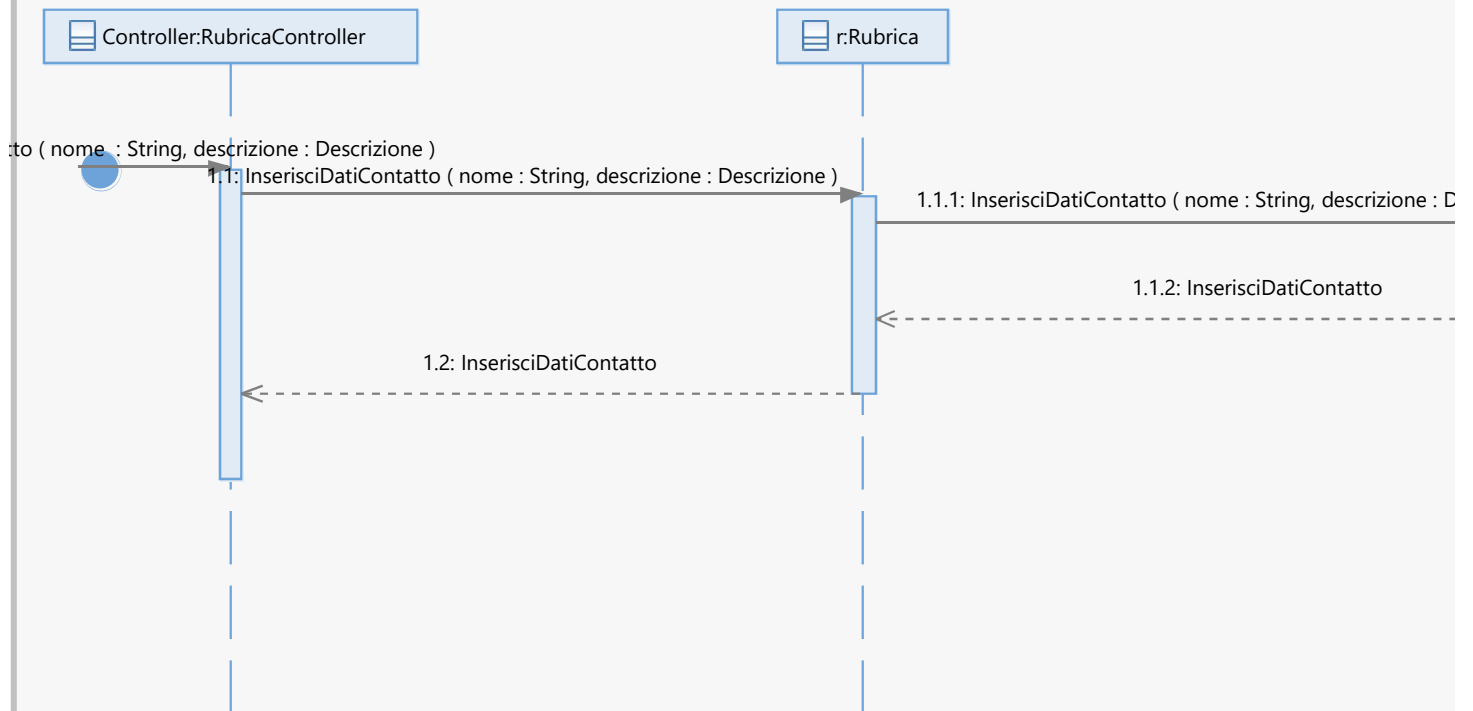 Controller:RubricaController
r:Rubrica
( nome : String, descrizione : Descrizione )
1.1: InserisciDatiContatto ( nome : String, descrizione : Descrizione )
1.1.1: InserisciDatiContatto ( nome : String, descrizione :
1.1.2: InserisciDatiContatto
1.2: InserisciDatiContatto